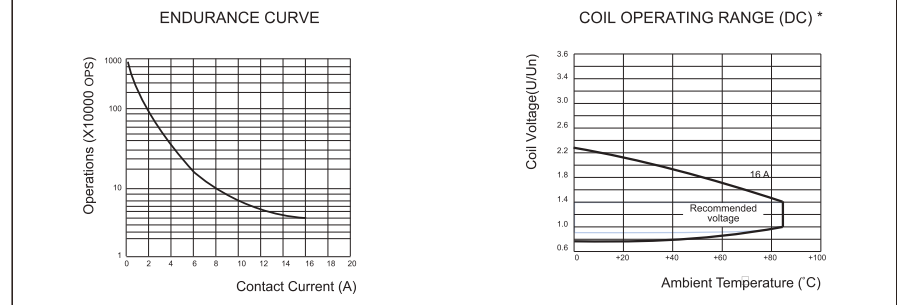 ENDURANCE CURVE
Operations (X10000 OPS)
1000
100
10
1
0 2 4 6 8 10 12 14 16 18 20
Contact Current (A)
COIL OPERATING RANGE (DC) *
Coil Voltage(U/Un)
3.6
3.4
3.0
2.6
2.2
1.8
1.4
1.0
0.6
16 A
Recommended
voltage
0 +20 +40 +60 +80 +100
Ambient Temperature (˚C)